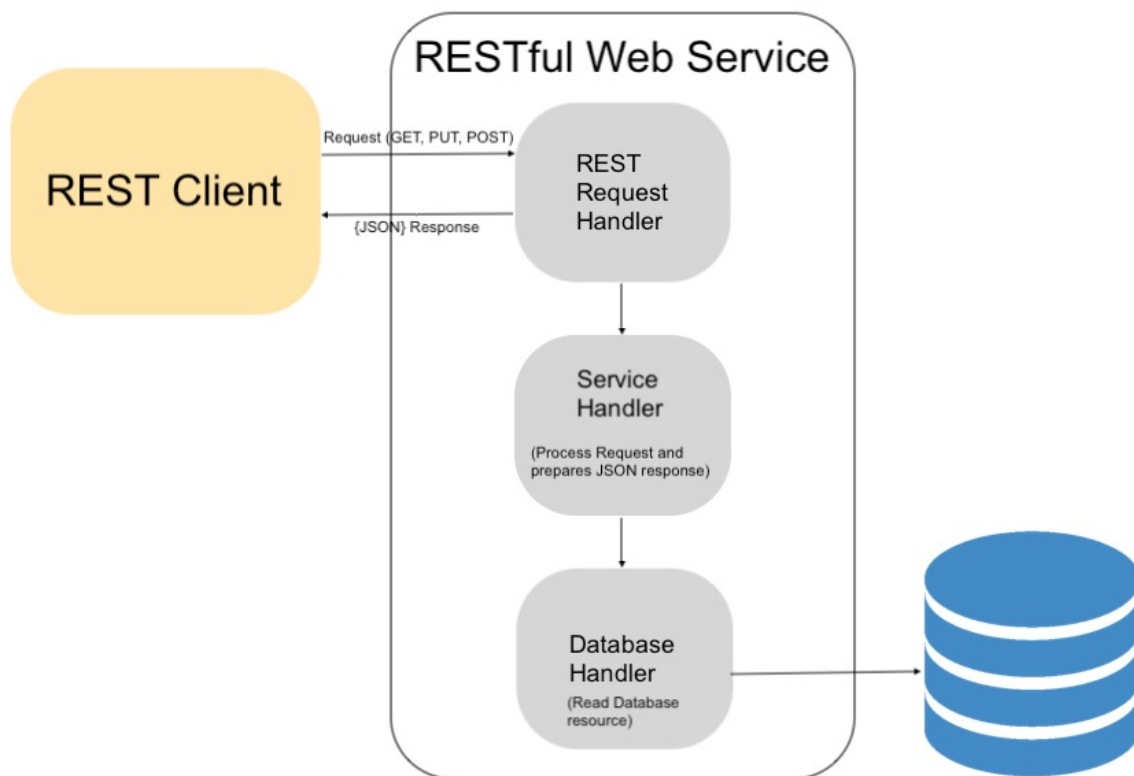 RESTful Web Service
REST Client
Request (GET, PUT, POST)
{JSON} Response
REST
Request
Handler
Service
Handler
(Process Request and
prepares JSON response)
Database
Handler
(Read Database
resource)